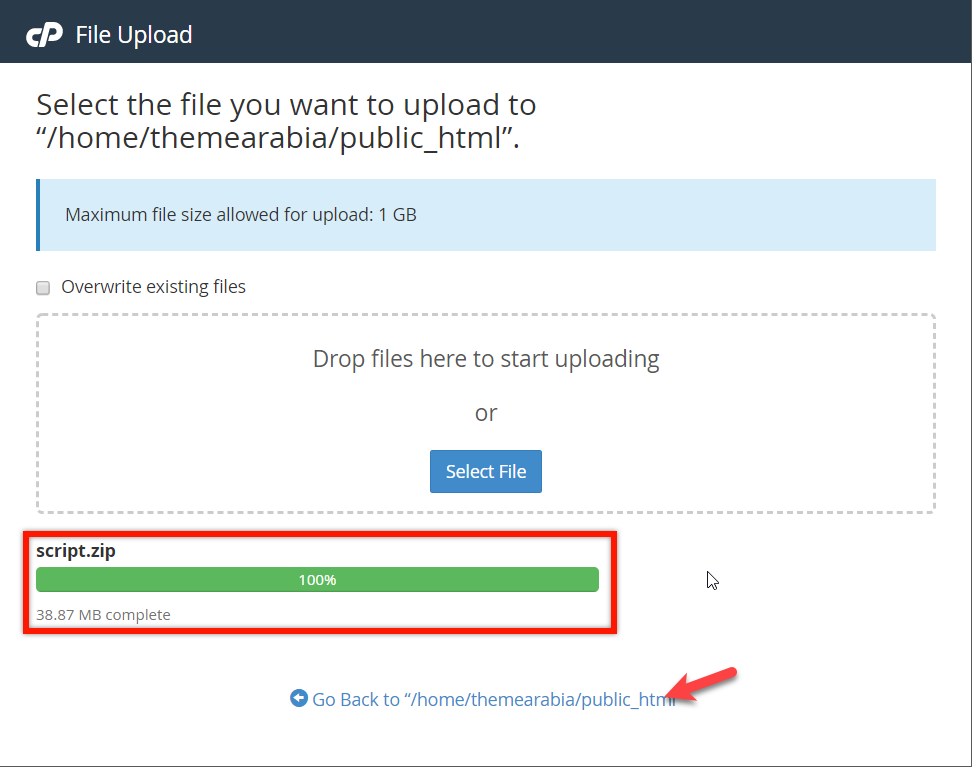 cP File Upload
Select the file you want to upload to
“/home/themearabia/public_html”.
Maximum file size allowed for upload: 1 GB
Overwrite existing files
Drop files here to start uploading
or
Select File
script.zip
100%
38.87 MB complete
Go Back to “/home/themearabia/public_html